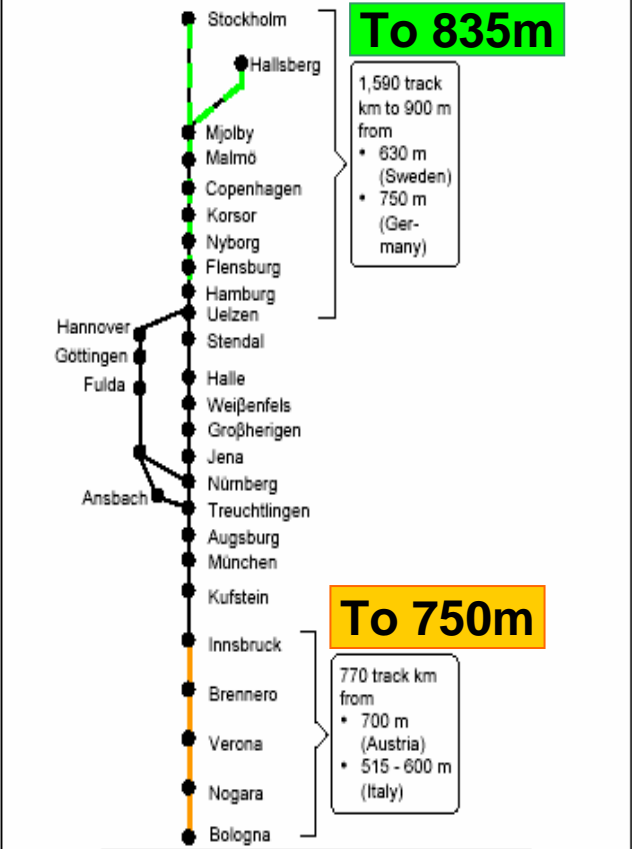 Stockholm
To 835m
Hallsberg
1,590 track
km to 900 m
from
• 630 m
(Sweden)
• 750 m
(Ger-
many)
Mjolby
Malmö
Copenhagen
Korsor
Nyborg
Flensburg
Hamburg
Uelzen
Hannover
Stendal
Göttingen
Halle
Fulda
Weißenfels
Großherigen
Jena
Nürnberg
Ansbach
Treuchtlingen
Augsburg
München
Kufstein
To 750m
Innsbruck
770 track km
from
• 700 m
(Austria)
• 515 - 600 m
(Italy)
Brennero
Verona
Nogara
Bologna